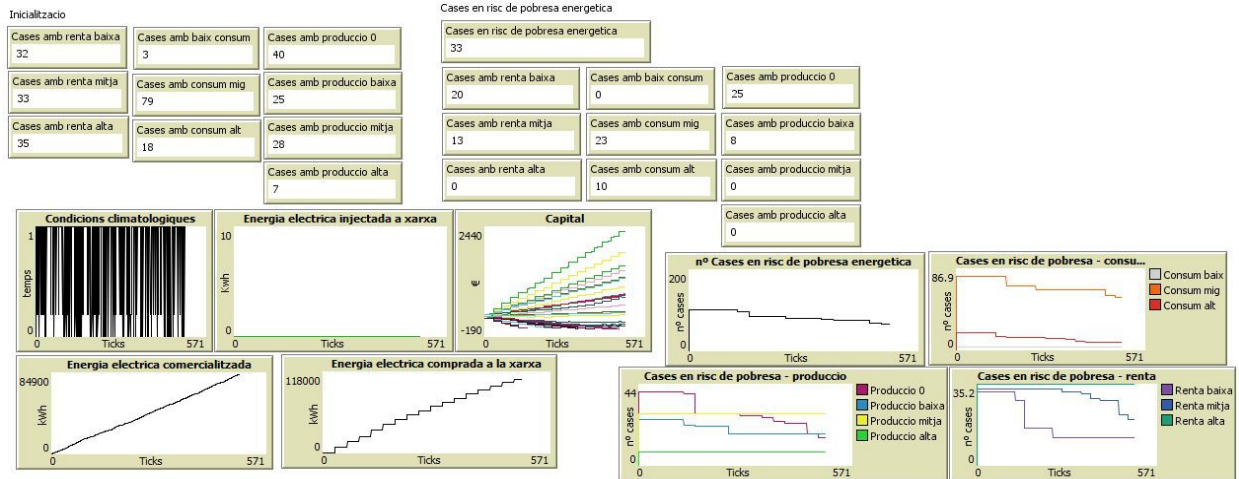 Inicialitzacio
Cases amb renta baixa
32
Cases amb baix consum
3
Cases amb produccio 0
40
Cases amb renta mitja
33
Cases amb consum mig
79
Cases amb produccio baixa
25
Cases amb renta alta
35
Cases amb consum alt
18
Cases amb produccio mitja
28
Cases amb produccio alta
7
Cases en risc de pobresa energetica
Cases en risc de pobresa energetica
33
Cases amb renta baixa
20
Cases amb baix consum
0
Cases amb produccio 0
25
Cases amb renta mitja
13
Cases amb consum mig
23
Cases amb produccio baixa
8
Cases anb renta alta
0
Cases amb consum alt
10
Cases amb produccio mitja
0
Cases amb produccio alta
0
Condicions climatologiques
1
temps
0
0
Ticks
571
Energia electrica injectada a xarxa
10
kwh
0
0
Ticks
571
Capital
2440
€
-190
0
Ticks
571
nº Cases en risc de pobresa energetica
200
nº cases
0
0
Ticks
571
Cases en risc de pobresa - consu...
86.9
nº cases
0
0
Ticks
571
Consum baix
Consum mig
Consum alt
Energia electrica comercialitzada
84900
kWh
0
0
Ticks
571
Energia electrica comprada a la xarxa
118000
kWh
0
0
Ticks
571
Cases en risc de pobresa - produccio
44
nº cases
0
0
Ticks
571
Produccio 0
Produccio baixa
Produccio mitja
Produccio alta
Cases en risc de pobresa - renta
35.2
nº cases
0
0
Ticks
571
Renta baixa
Renta mitja
Renta alta